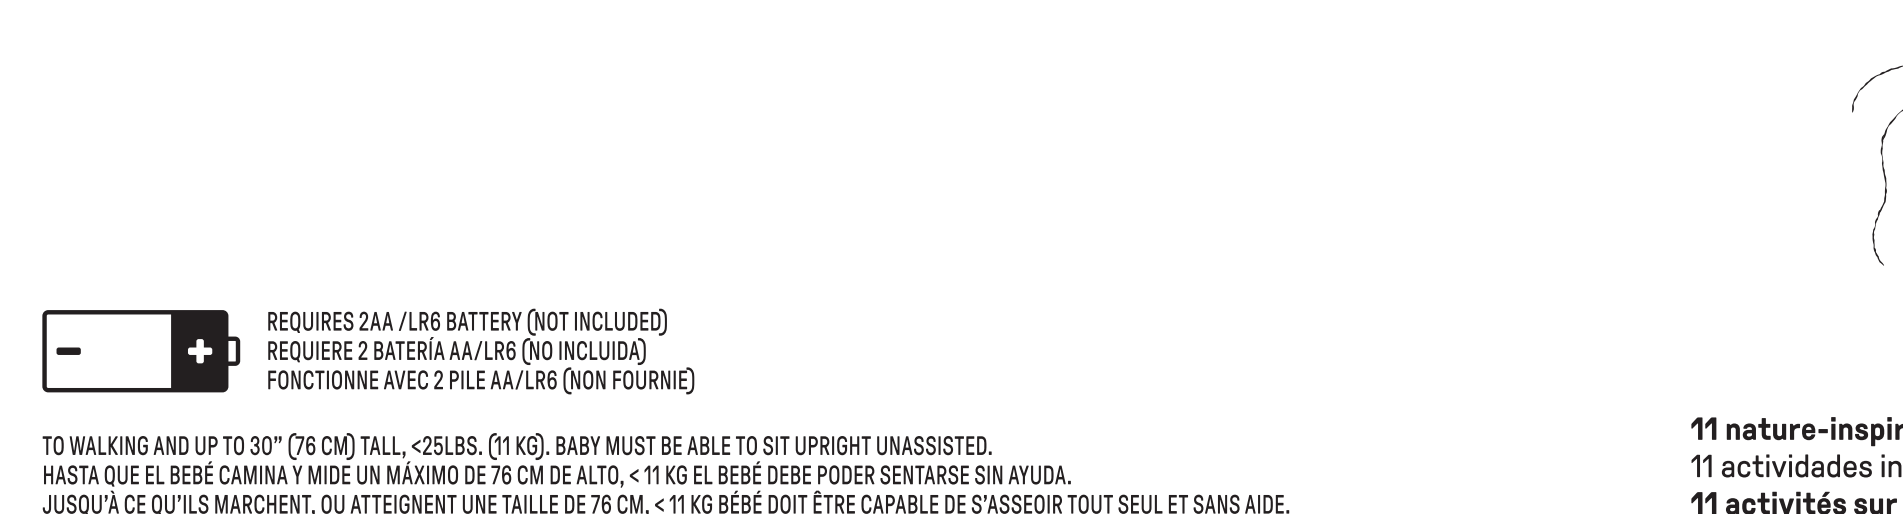 REQUIRES 2AA /LR6 BATTERY (NOT INCLUDED)
REQUIERE 2 BATERÍA AA/LR6 (NO INCLUIDA)
FONCTIONNE AVEC 2 PILE AA/LR6 (NON FOURNIE)
TO WALKING AND UP TO 30” (76 CM) TALL, <25LBS. (11 KG). BABY MUST BE ABLE TO SIT UPRIGHT UNASSISTED.
HASTA QUE EL BEBÉ CAMINA Y MIDE UN MÁXIMO DE 76 CM DE ALTO, < 11 KG EL BEBÉ DEBE PODER SENTARSE SIN AYUDA.
JUSQU’À CE QU’ILS MARCHENT, OU ATTEIGNENT UNE TAILLE DE 76 CM, < 11 KG BÉBÉ DOIT ÊTRE CAPABLE DE S’ASSEOIR TOUT SEUL ET SANS AIDE.
11 nature-inspir
11 actividades in
11 activités sur